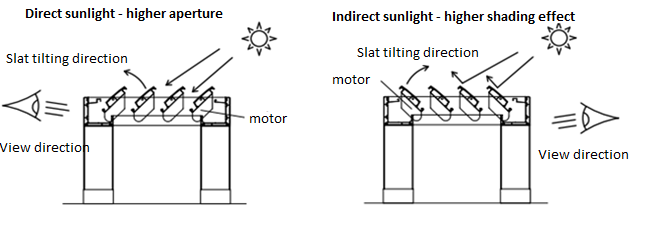 Direct sunlight - higher aperture
Slat tilting direction
motor
View direction
Indirect sunlight - higher shading effect
Slat tilting direction
motor
View direction